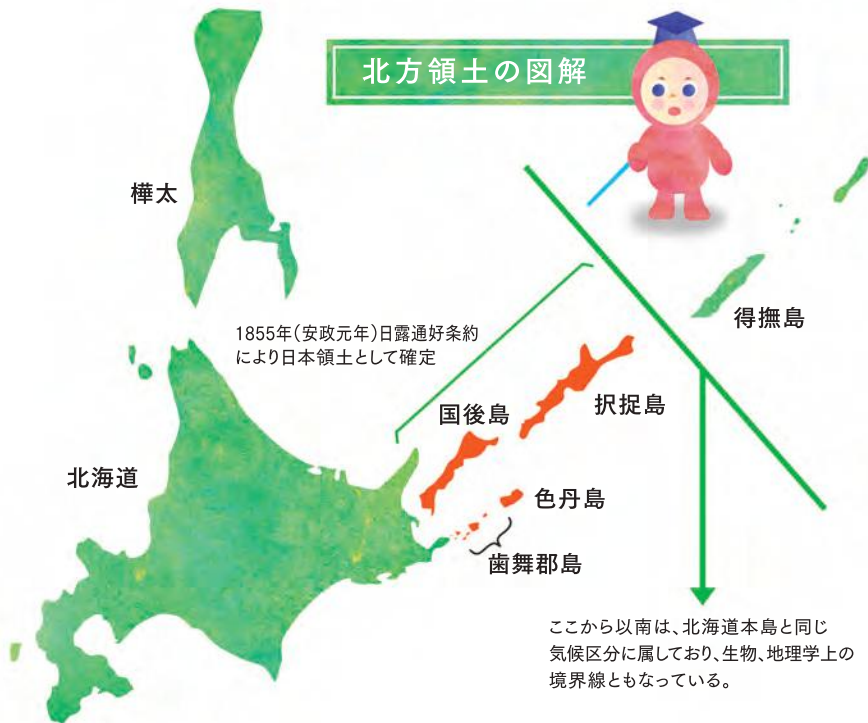 北方領土の図解
樺太
得撫島
1855年(安政元年)日露通好条約
により日本領土として確定
国後島
択捉島
北海道
色丹島
歯舞郡島
ここから以南は、北海道本島と同じ
気候区分に属しており、生物、地理学上の
境界線ともなっている。